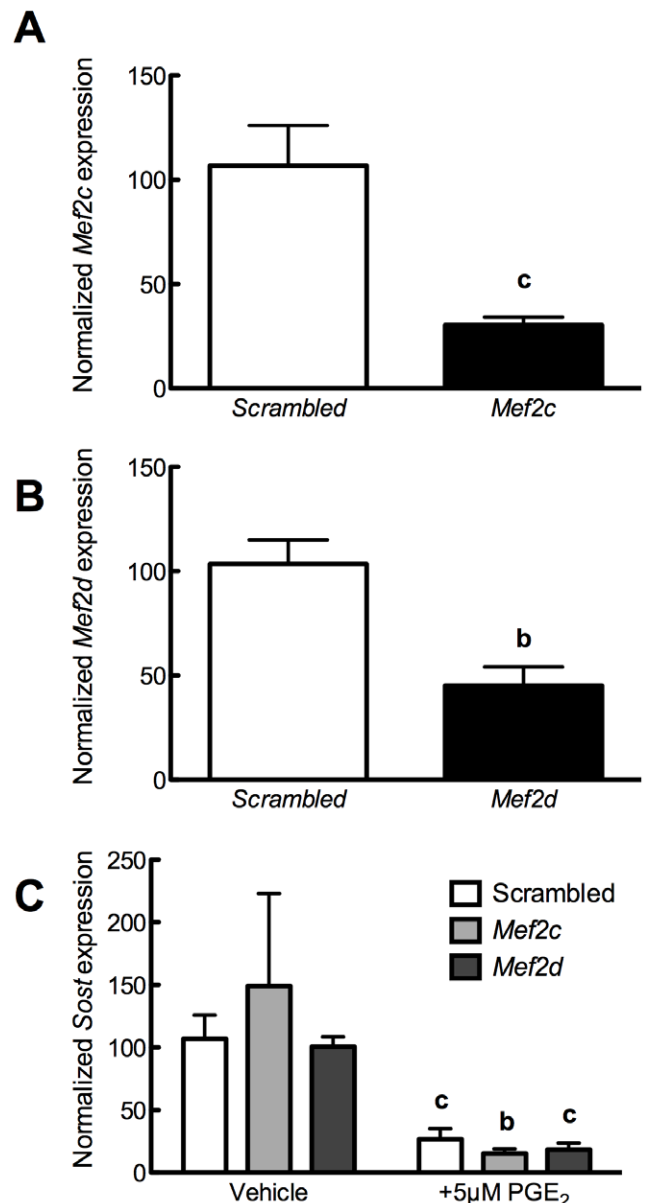 A
Normalized Mef2c expression
150
100
50
0
c
Scrambled Mef2c
B
Normalized Mef2d expression
150
100
50
0
b
Scrambled Mef2d
C
Normalized Sost expression
250
200
150
100
50
0
Scrambled
Mef2c
Mef2d
c b c
Vehicle +5µM PGE₂